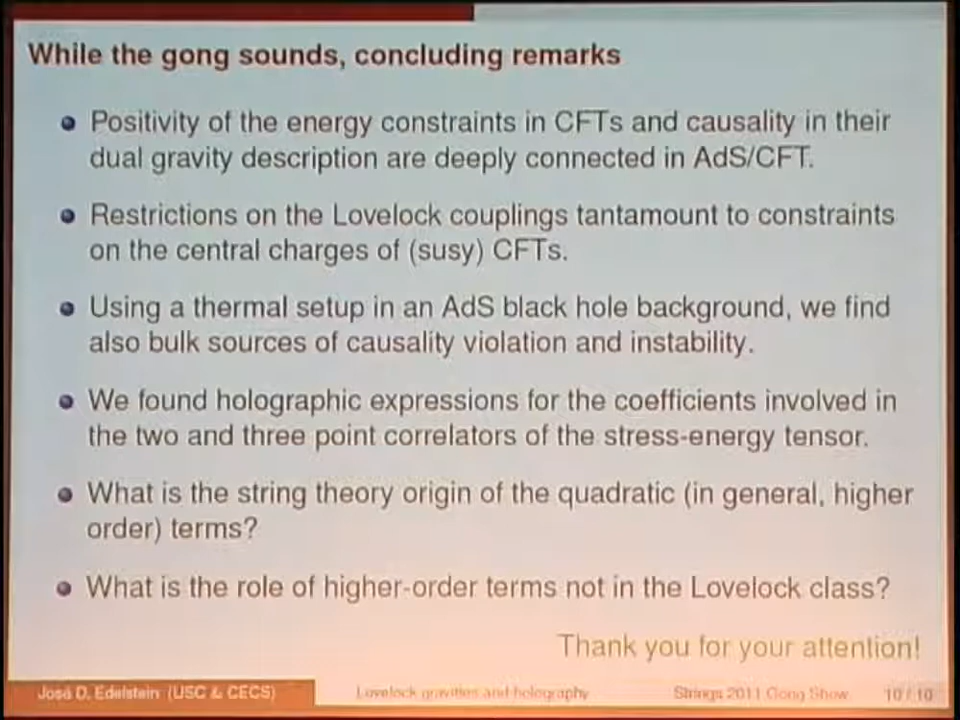 While the gong sounds, concluding remarks
Positivity of the energy constraints in CFTs and causality in their
dual gravity description are deeply connected in AdS/CFT.
Restrictions on the Lovelock couplings tantamount to constraints
on the central charges of (susy) CFTs.
Using a thermal setup in an AdS black hole background, we find
also bulk sources of causality violation and instability.
We found holographic expressions for the coefficients involved in
the two and three point correlators of the stress-energy tensor.
What is the string theory origin of the quadratic (in general, higher
order) terms?
What is the role of higher-order terms not in the Lovelock class?
Thank you for your attention!
José D. Edelstein (USC & CECS) Lovelock gravities and holography Strings 2011 Gong Show 10 / 10